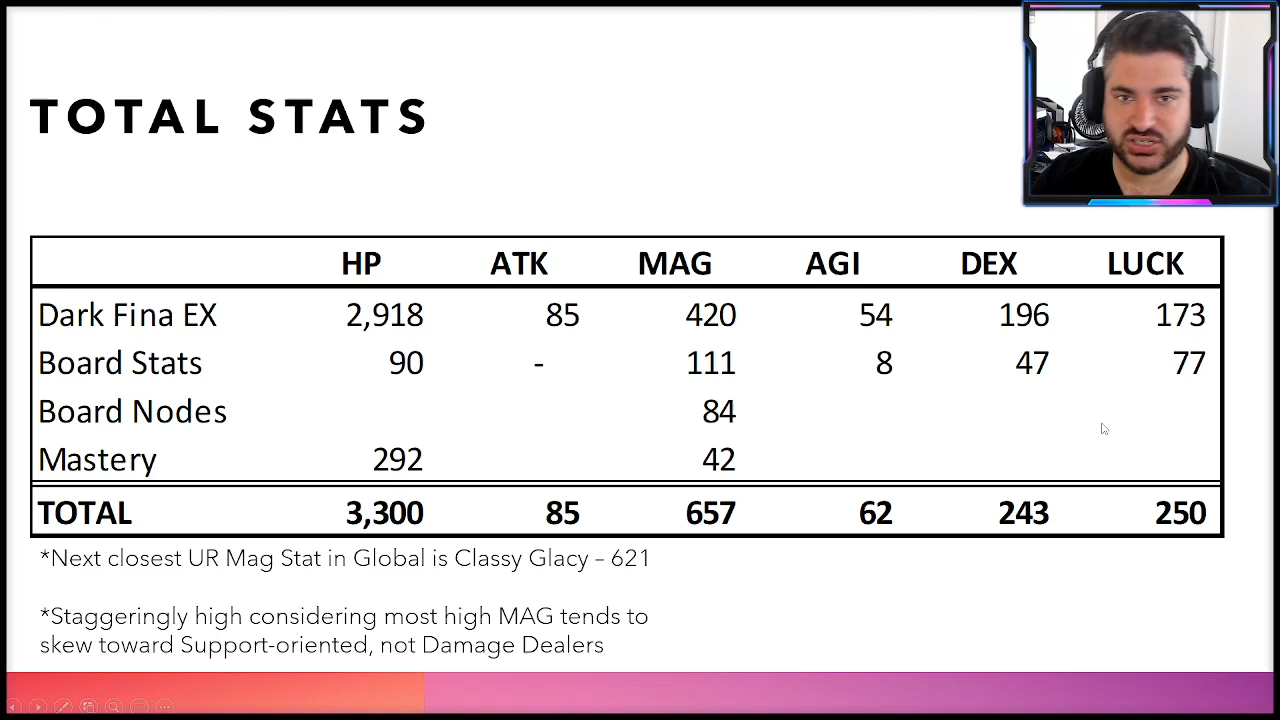 TOTAL STATS
HP ATK MAG AGI DEX LUCK
Dark Fina EX 2,918 85 420 54 196 173
Board Stats 90 - 111 8 47 77
Board Nodes 84
Mastery 292 42
TOTAL 3,300 85 657 62 243 250
*Next closest UR Mag Stat in Global is Classy Glacy – 621
*Staggeringly high considering most high MAG tends to
skew toward Support-oriented, not Damage Dealers